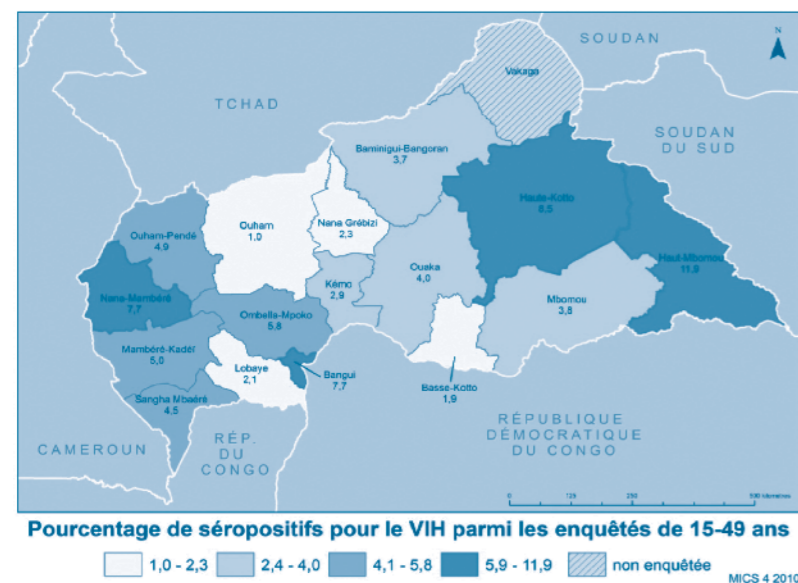 SOUDAN
N
Vakaga
TCHAD
SOUDAN
DU SUD
Baminigui-Bangoran
3,7
Haute-Kotto
Ouham
1,0
Nana Grébizi
2,3
Ouham-Pendé
4,9
Ouaka
4,0
Haut-Mbomou
11,9
Kémo
2,9
Nana-Mambéré
7,7
Mbomou
Ombella-Mpoko
5,8
Mambéré-Kadéï
5,0
Lobaye
2,1
Bangui
7,7
Basse-Kotto
1,9
Sangha Mbaéré
4,5
CAMEROUN
RÉP.
DU
CONGO
RÉPUBLIQUE
DÉMOCRATIQUE
DU CONGO
0 125 250 500 Kilomètres
Pourcentage de séropositifs pour le VIH parmi les enquêtés de 15-49 ans
1,0 - 2,3 2,4 - 4,0 4,1 - 5,8 5,9 - 11,9 non enquêtée
MICS 4 2010